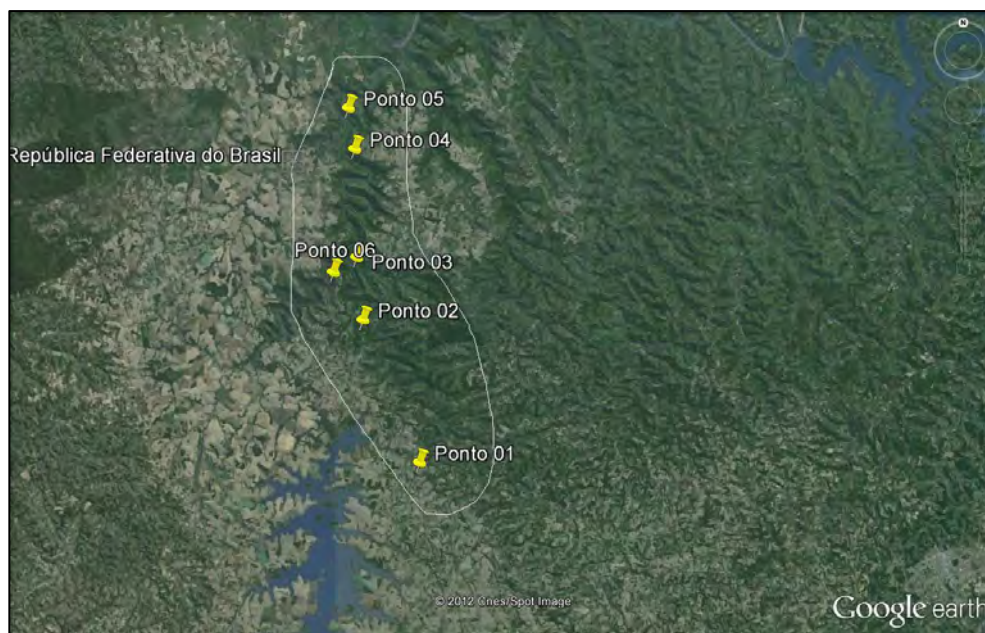 N
Ponto 05
Ponto 04
República Federativa do Brasil
Ponto 06
Ponto 03
Ponto 02
Ponto 01
© 2012 Cnes/Spot Image
Google earth